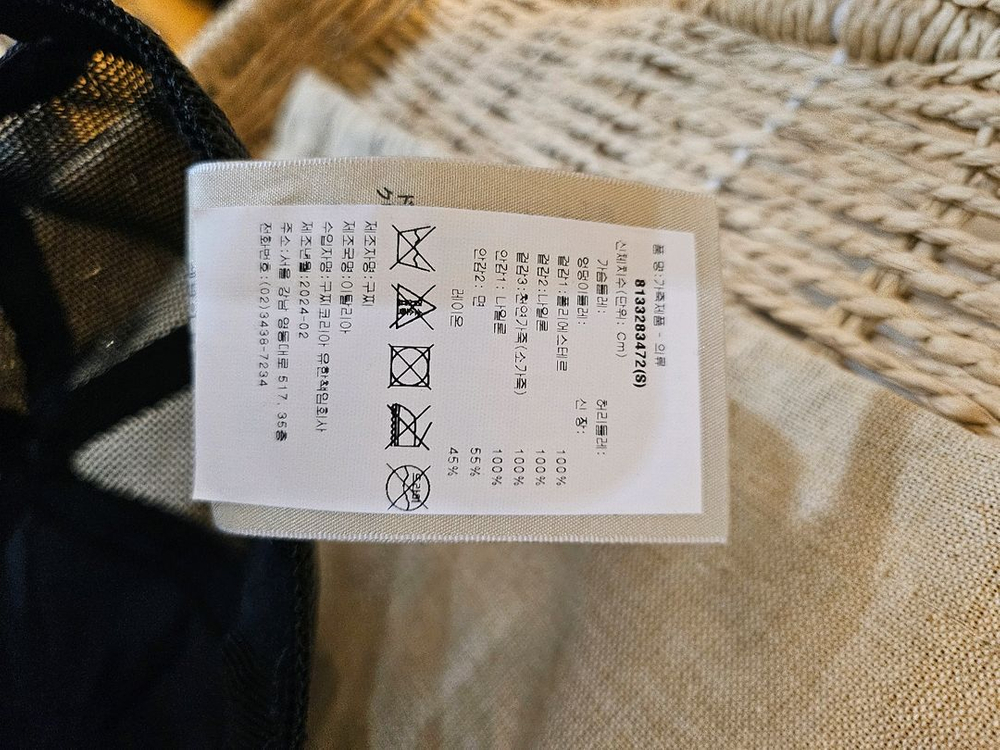 품 명:가죽제품 - 의류
8133283472(S)
신체치수(단위: Cm)
가슴둘레: 허리둘레:
엉덩이둘레: 신 장:
겉감1:폴리에스테르 100%
겉감2:나일론 100%
겉감3:천연가죽(소가죽) 100%
안감1: 나일론 100%
안감2: 면 55%
레이온 45%
드라이
제조자명:구찌
제조국명:이탈리아
수입자명:구찌코리아 유한책임회사
제조년월:2024-02
주소:서울 강남 영동대로 517, 35층
전화번호:(02)3438-7234